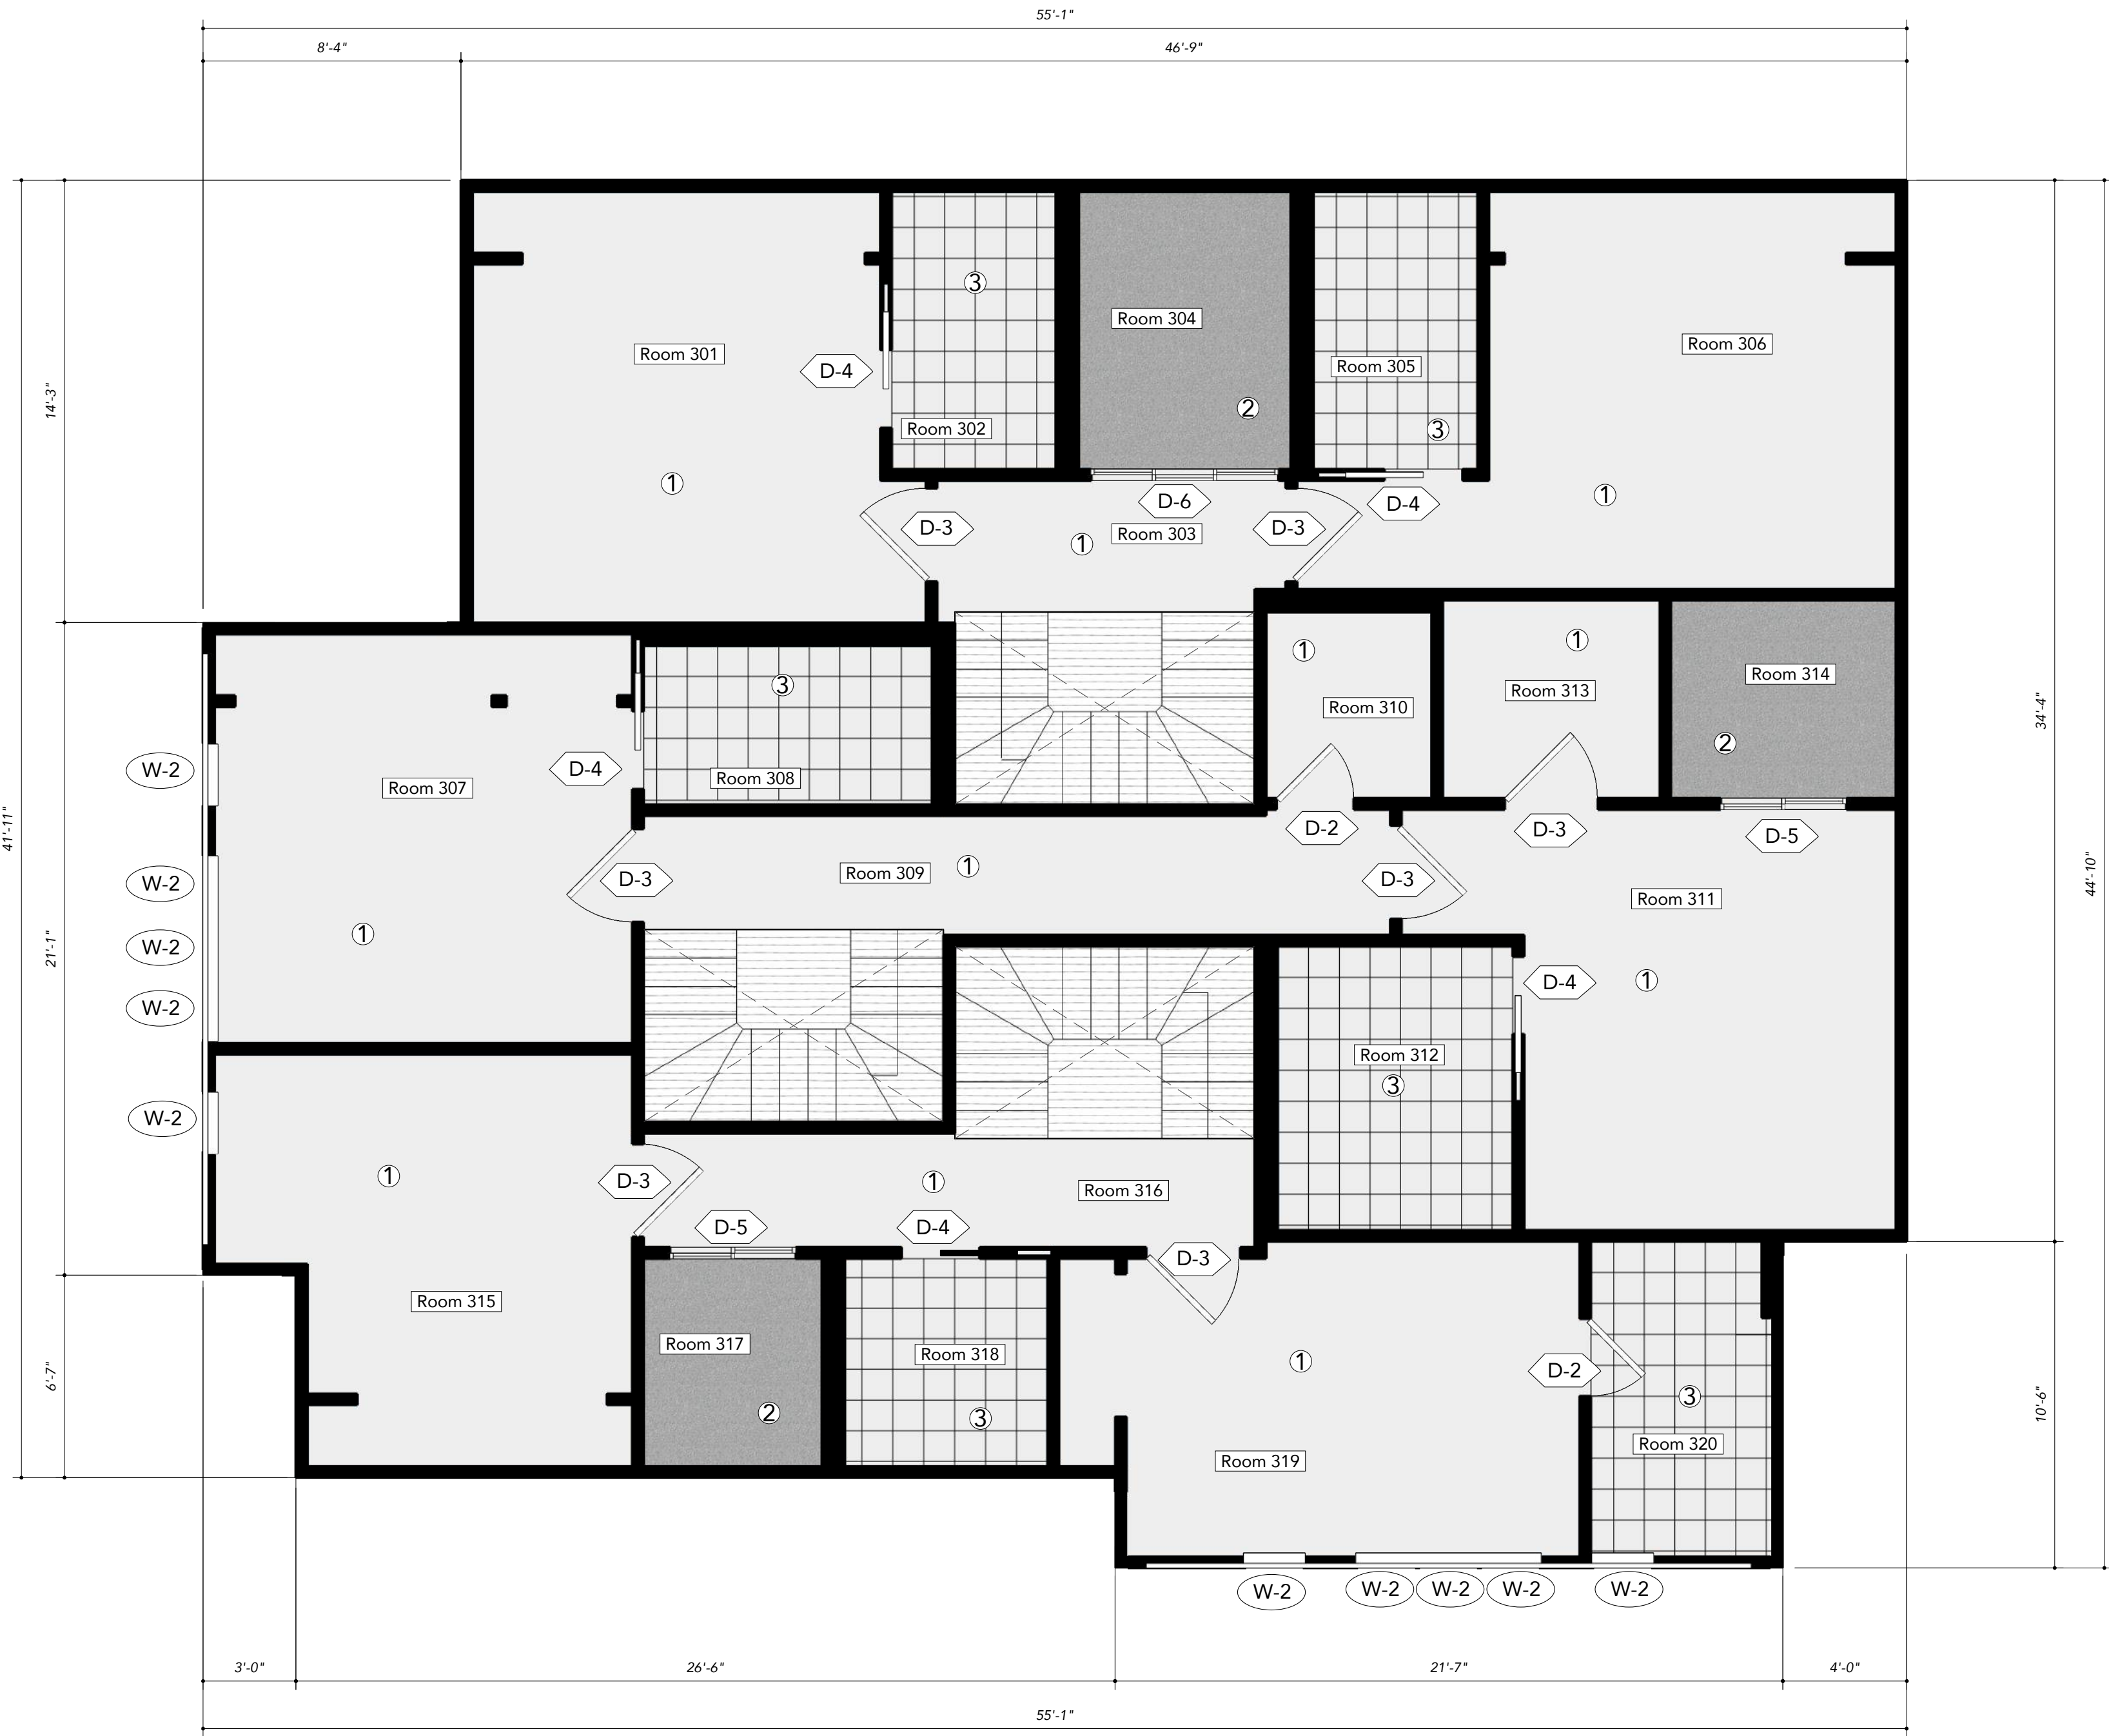 55'-1"
8'-4"
46'-9"
14'-3"
21'-1"
6'-7"
41'-11"
34'-4"
10'-6"
44'-10"
3
Room 304
Room 301
Room 306
Room 305
D-4
2
Room 302
3
1
1
D-6
D-4
D-3
D-3
Room 303
1
1
1
Room 314
3
Room 313
Room 310
2
W-2
D-4
Room 308
Room 307
D-2
D-3
D-5
1
Room 309
W-2
D-3
D-3
Room 311
1
W-2
D-4
1
W-2
Room 312
3
W-2
1
D-3
1
Room 316
D-5
D-4
D-3
Room 315
Room 317
Room 318
1
D-2
3
2
3
Room 320
Room 319
W-2
W-2
W-2
W-2
W-2
3'-0"
26'-6"
21'-7"
4'-0"
55'-1"